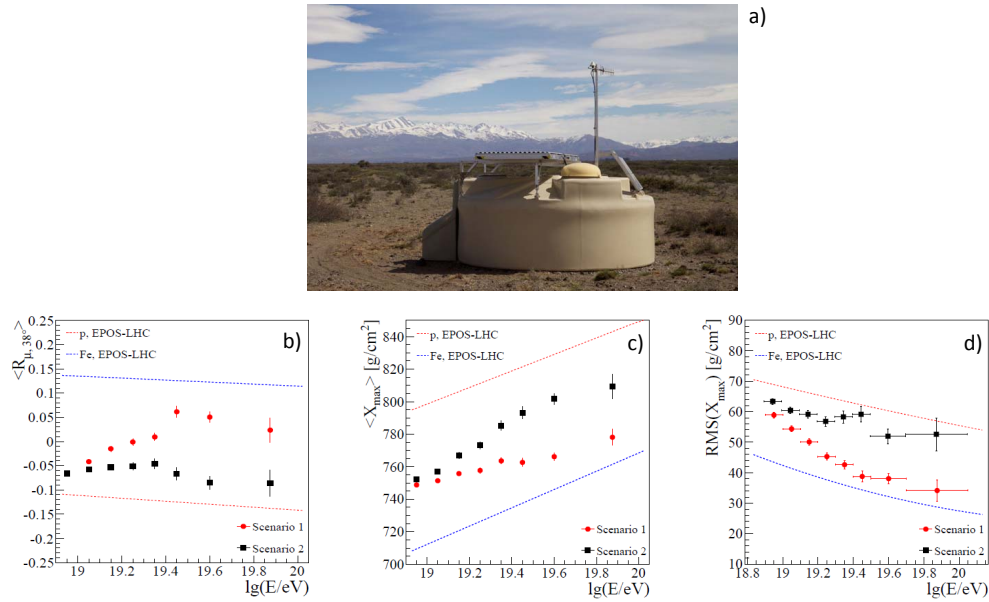 a)
b)
<R μ, 38°>
0.25
0.2
0.15
0.1
0.05
0
-0.05
-0.1
-0.15
-0.2
-0.25
p, EPOS-LHC
Fe, EPOS-LHC
Scenario 1
Scenario 2
19
19.2
19.4
19.6
19.8
20
lg(E/eV)
c)
<Xmax> [g/cm²]
840
820
800
780
760
740
720
700
p, EPOS-LHC
Fe, EPOS-LHC
Scenario 1
Scenario 2
19
19.2
19.4
19.6
19.8
20
lg(E/eV)
d)
RMS(Xmax) [g/cm²]
90
80
70
60
50
40
30
20
10
p, EPOS-LHC
Fe, EPOS-LHC
Scenario 1
Scenario 2
18.8
19
19.2
19.4
19.6
19.8
20
lg(E/eV)